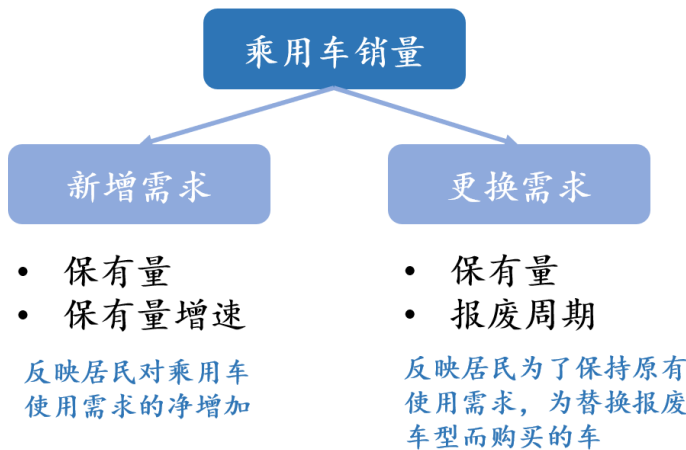 乘用车销量
新增需求
更换需求
• 保有量
• 保有量增速
反映居民对乘用车
使用需求的净增加
• 保有量
• 报废周期
反映居民为了保持原有
使用需求，为替换报废
车型而购买的车